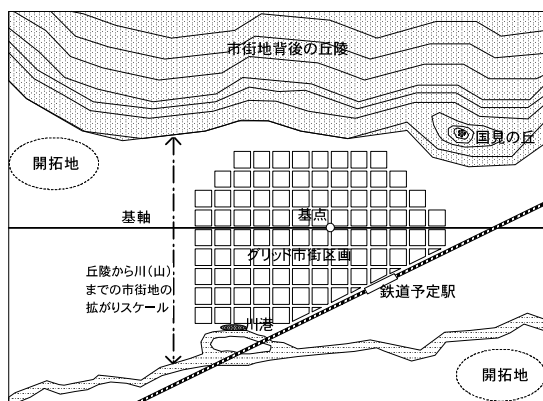 市街地背後の丘陵
国見の丘
開拓地
基軸
基点
グリッド市街区画
丘陵から川(山)
までの市街地の
拡がりスケール
鉄道予定駅
川港
開拓地